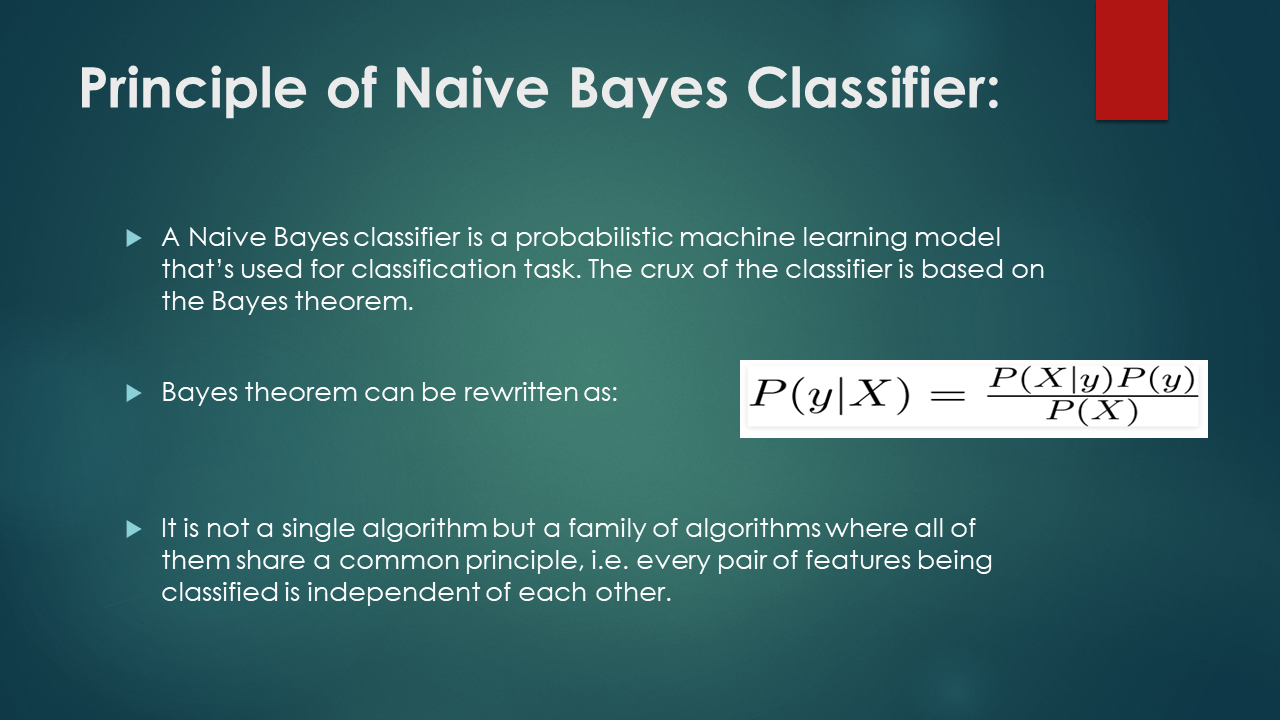 Principle of Naive Bayes Classifier:
A Naive Bayes classifier is a probabilistic machine learning model
that’s used for classification task. The crux of the classifier is based on
the Bayes theorem.
Bayes theorem can be rewritten as:
P(y|X) = P(X|y)P(y) / P(X)
It is not a single algorithm but a family of algorithms where all of
them share a common principle, i.e. every pair of features being
classified is independent of each other.